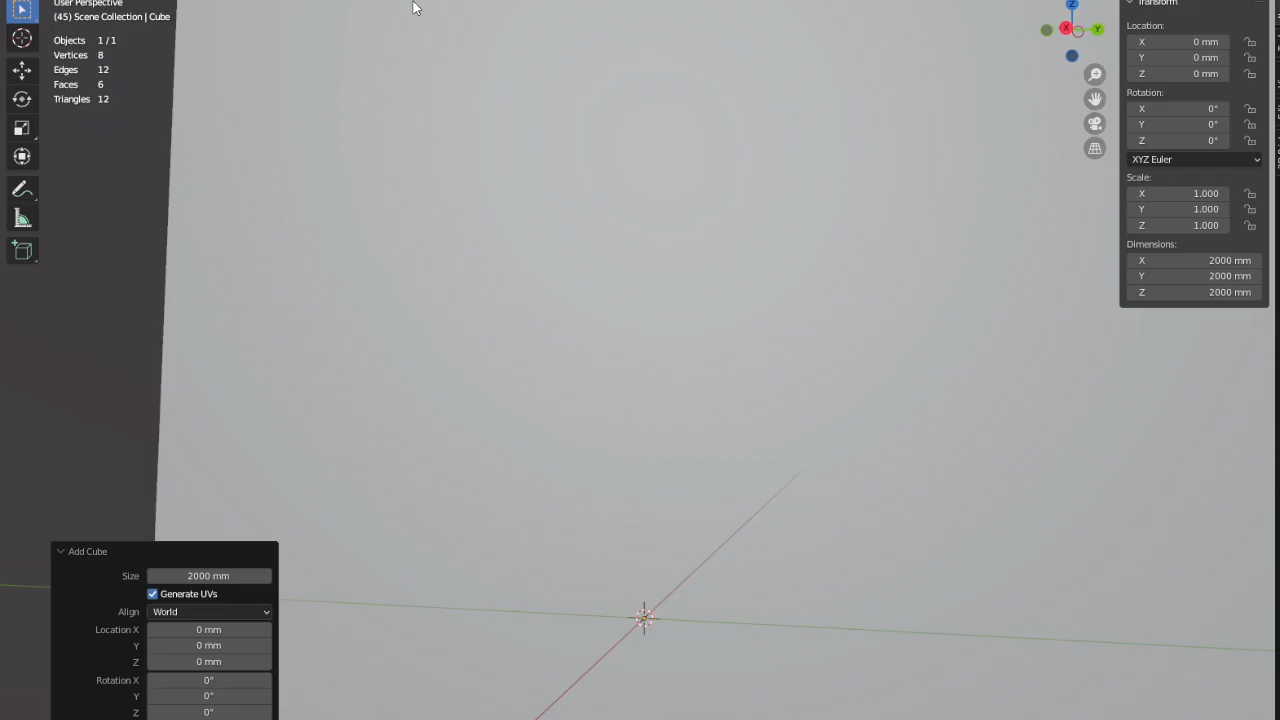 User Perspective
(45) Scene Collection | Cube
Objects 1 / 1
Vertices 8
Edges 12
Faces 6
Triangles 12
Z
X
Y
Transform
Location:
X 0 mm
Y 0 mm
Z 0 mm
Rotation:
X 0°
Y 0°
Z 0°
XYZ Euler
Scale:
X 1.000
Y 1.000
Z 1.000
Dimensions:
X 2000 mm
Y 2000 mm
Z 2000 mm
Add Cube
Size 2000 mm
Generate UVs
Align World
Location X 0 mm
Y 0 mm
Z 0 mm
Rotation X 0°
Y 0°
Z 0°